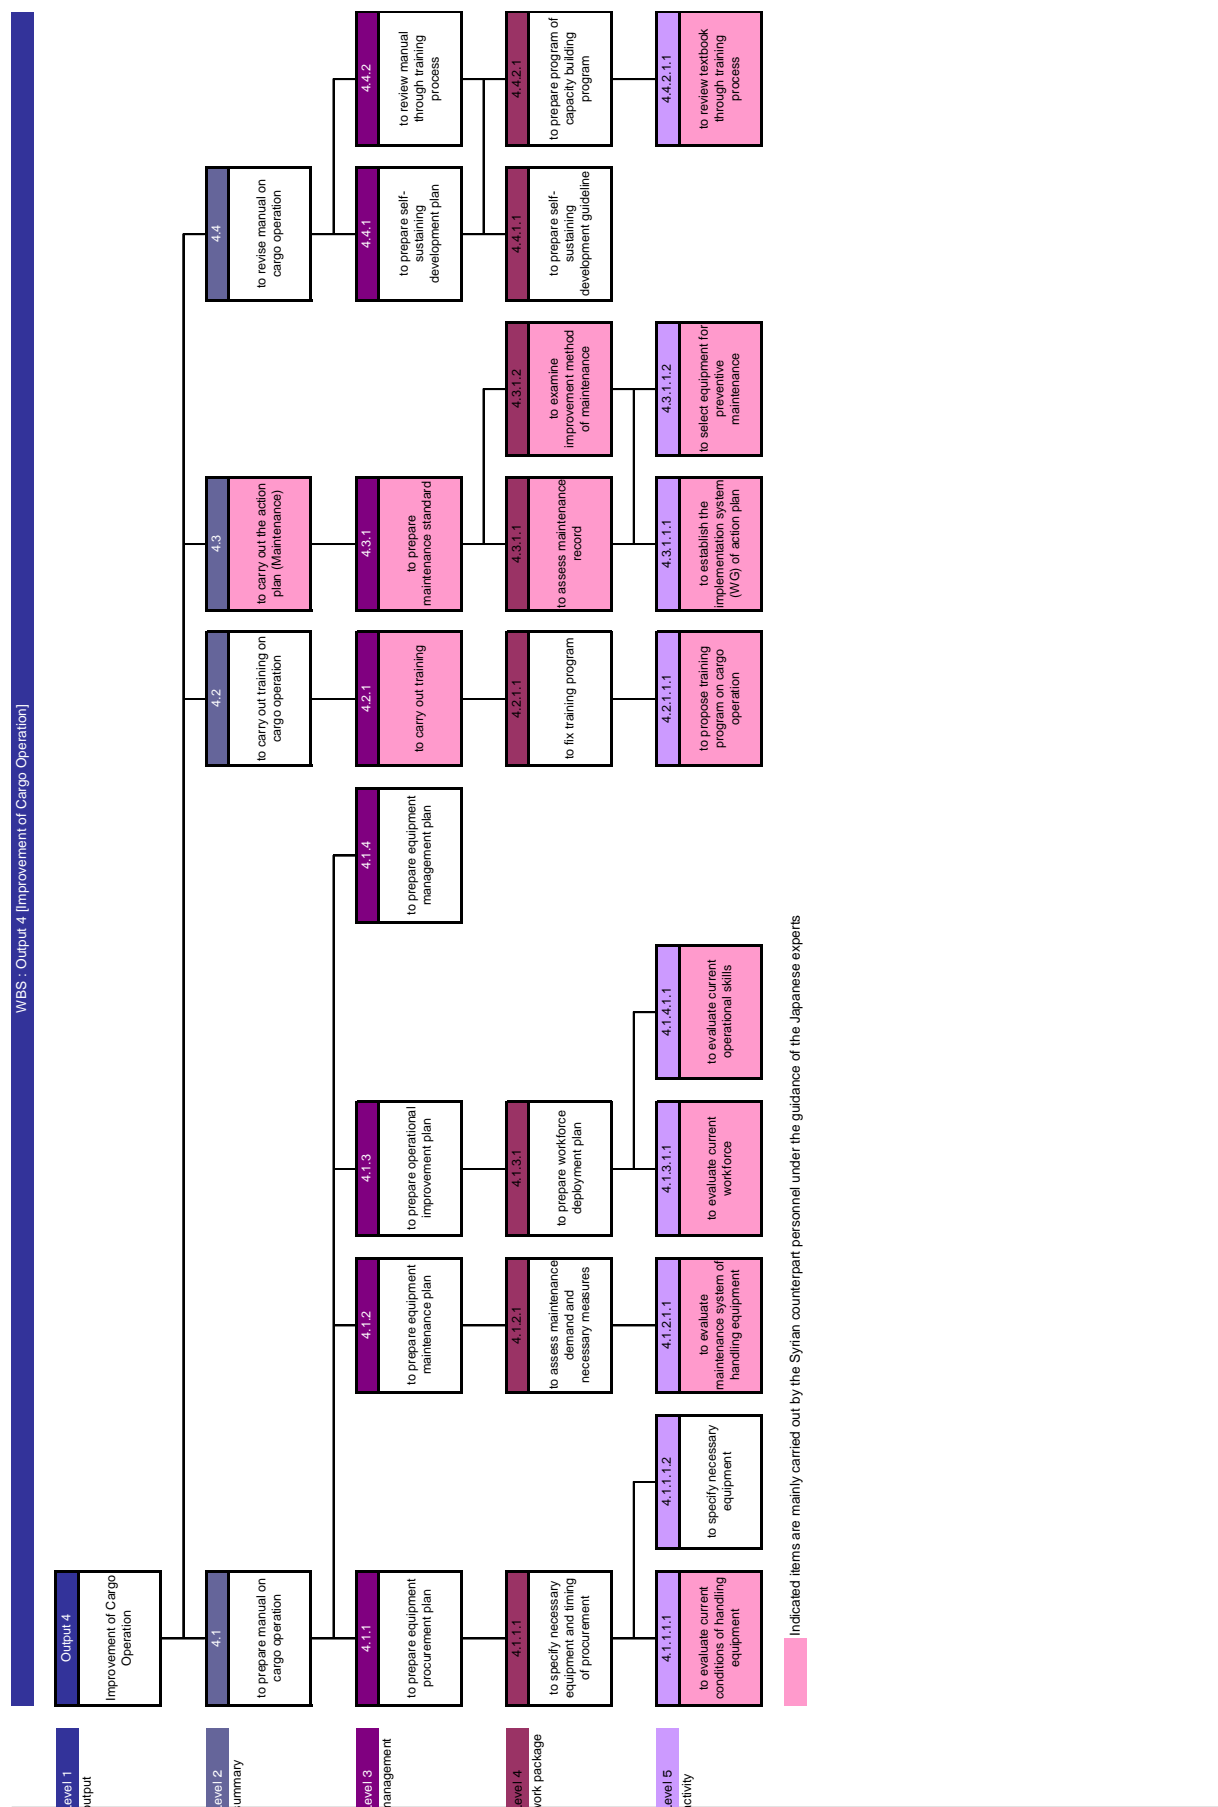 WBS : Output 4 [Improvement of Cargo Operation]
evel 1
utput
Output 4
Improvement of Cargo
Operation
evel 2
ummary
4.1
to prepare manual on
cargo operation
4.2
to carry out training on
cargo operation
4.3
to carry out the action
plan (Maintenance)
4.4
to revise manual on
cargo operation
evel 3
anagement
4.1.1
to prepare equipment
procurement plan
4.1.2
to prepare equipment
maintenance plan
4.1.3
to prepare operational
improvement plan
4.1.4
to prepare equipment
management plan
4.2.1
to carry out training
4.3.1
to prepare
maintenance standard
4.4.1
to prepare self-
sustaining
development plan
4.4.2
to review manual
through training
process
evel 4
ork package
4.1.1.1
to specify necessary
equipment and timing
of procurement
4.1.2.1
to assess maintenance
demand and
necessary measures
4.1.3.1
to prepare workforce
deployment plan
4.2.1.1
to fix training program
4.3.1.1
to assess maintenance
record
4.3.1.2
to examine
improvement method
of maintenance
4.4.1.1
to prepare self-
sustaining
development guideline
4.4.2.1
to prepare program of
capacity building
program
evel 5
ctivity
4.1.1.1.1
to evaluate current
conditions of handling
equipment
4.1.1.1.2
to specify necessary
equipment
4.1.2.1.1
to evaluate
maintenance system of
handling equipment
4.1.3.1.1
to evaluate current
workforce
4.1.4.1.1
to evaluate current
operational skills
4.2.1.1.1
to propose training
program on cargo
operation
4.3.1.1.1
to establish the
implementation system
(WG) of action plan
4.3.1.1.2
to select equipment for
preventive
maintenance
4.4.2.1.1
to review textbook
through training
process
Indicated items are mainly carried out by the Syrian counterpart personnel under the guidance of the Japanese experts